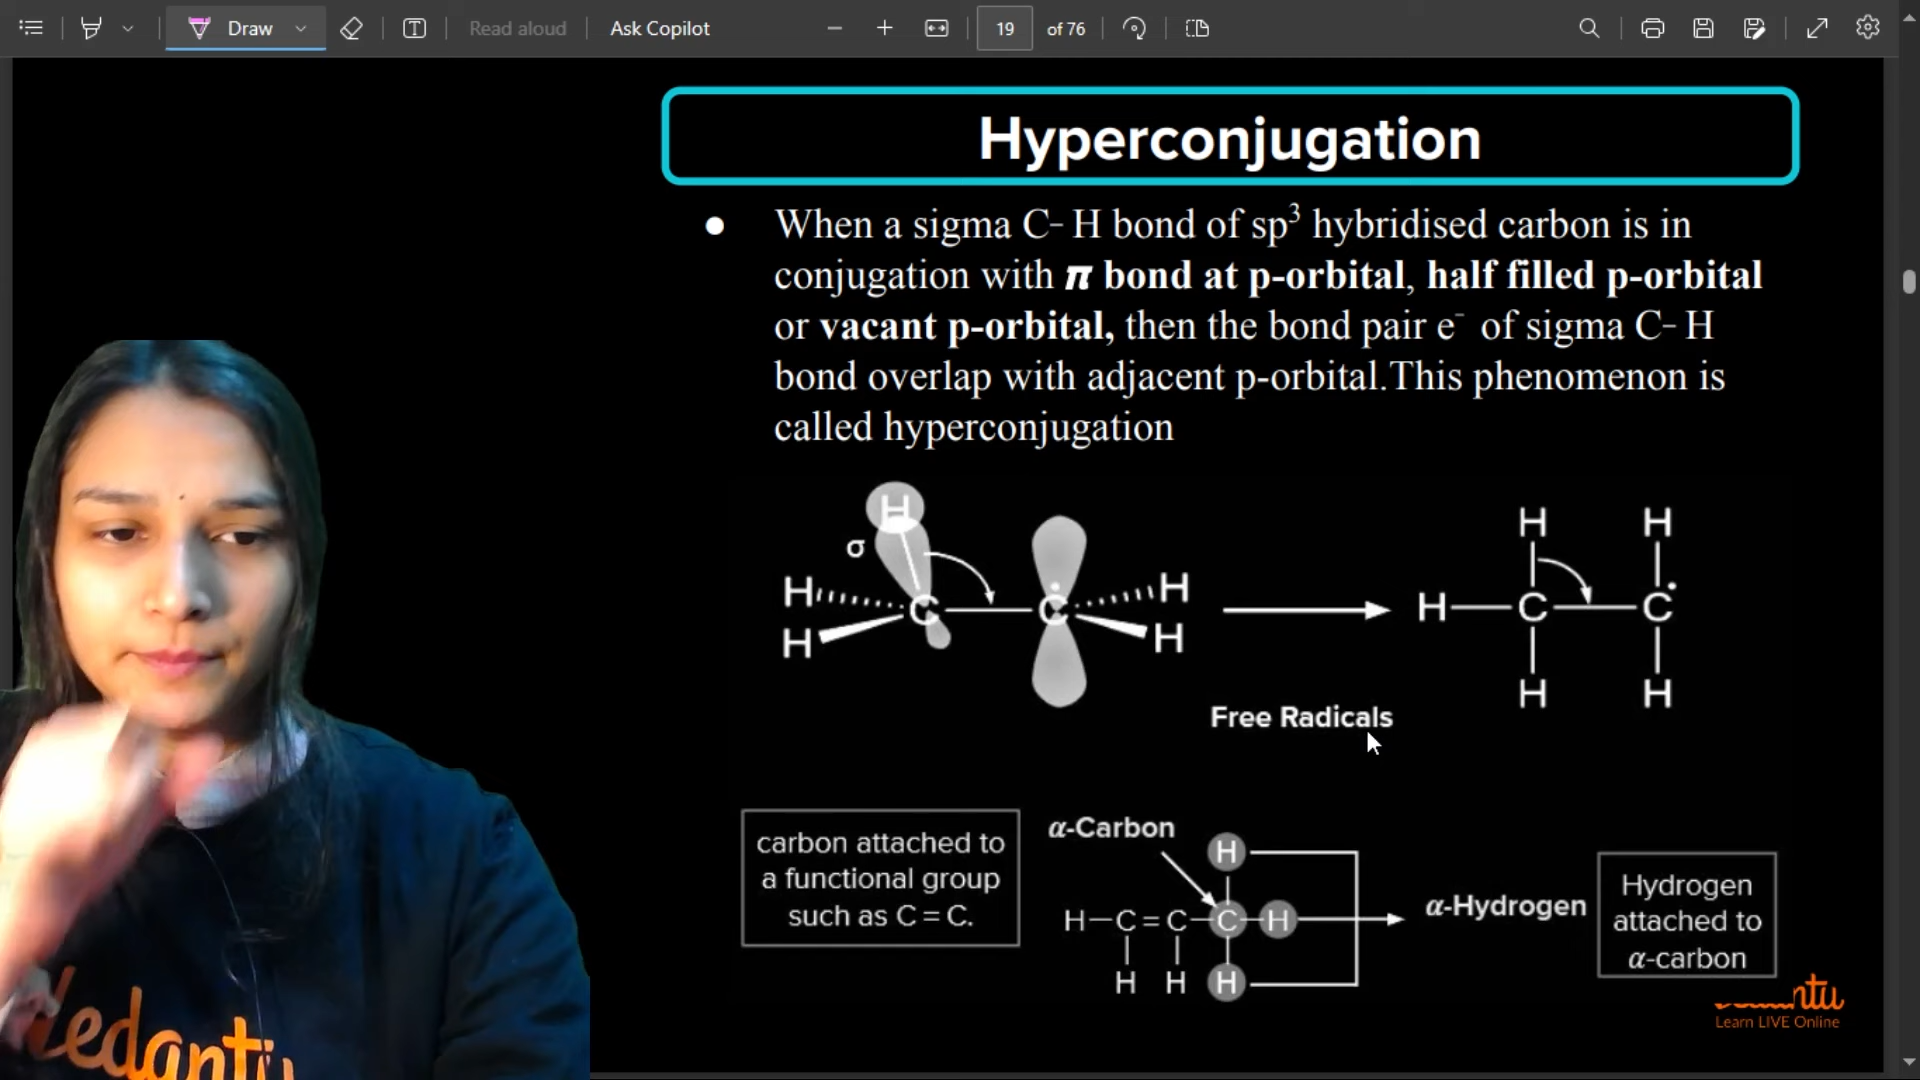 Draw
Read aloud
Ask Copilot
19
of 76
Hyperconjugation
● When a sigma C- H bond of sp³ hybridised carbon is in
conjugation with π bond at p-orbital, half filled p-orbital
or vacant p-orbital, then the bond pair e⁻ of sigma C- H
bond overlap with adjacent p-orbital.This phenomenon is
called hyperconjugation
H
σ
H C C H
H H
H H
H C C
H H
Free Radicals
carbon attached to
a functional group
such as C = C.
α-Carbon
H
H-C=C-C-H
H H H
α-Hydrogen
Hydrogen
attached to
α-carbon
Learn LIVE Online
Vedantu